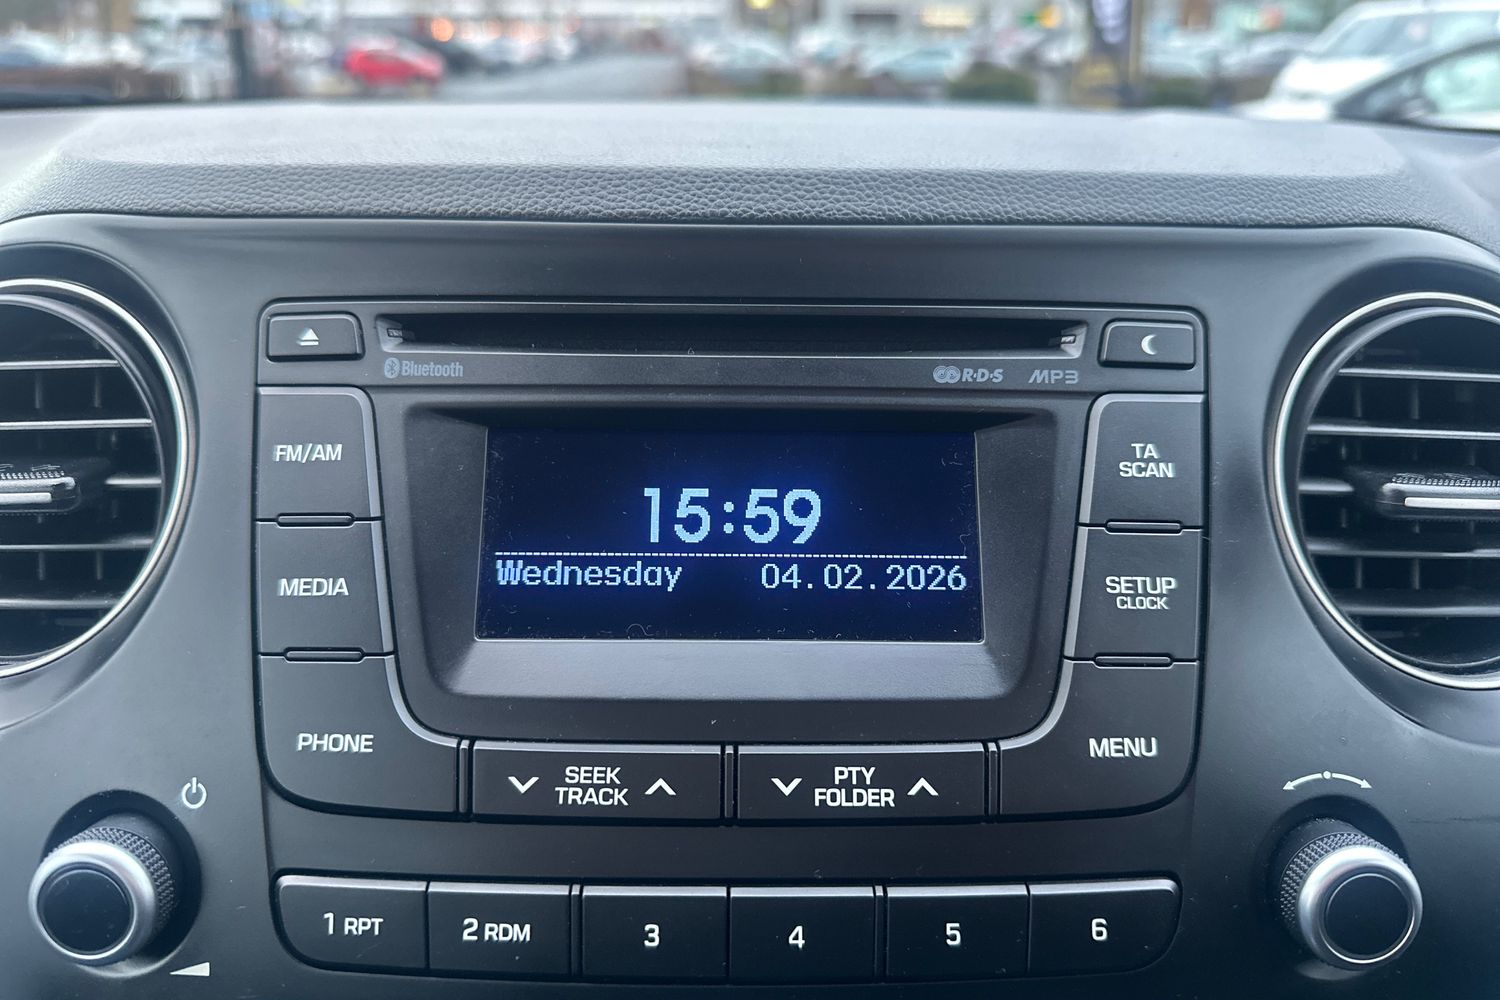 Bluetooth
R·D·S
MP3
FM/AM
TA
SCAN
15:59
Wednesday 04.02.2026
MEDIA
SETUP
CLOCK
PHONE
SEEK
TRACK
PTY
FOLDER
MENU
1 RPT
2 RDM
3
4
5
6